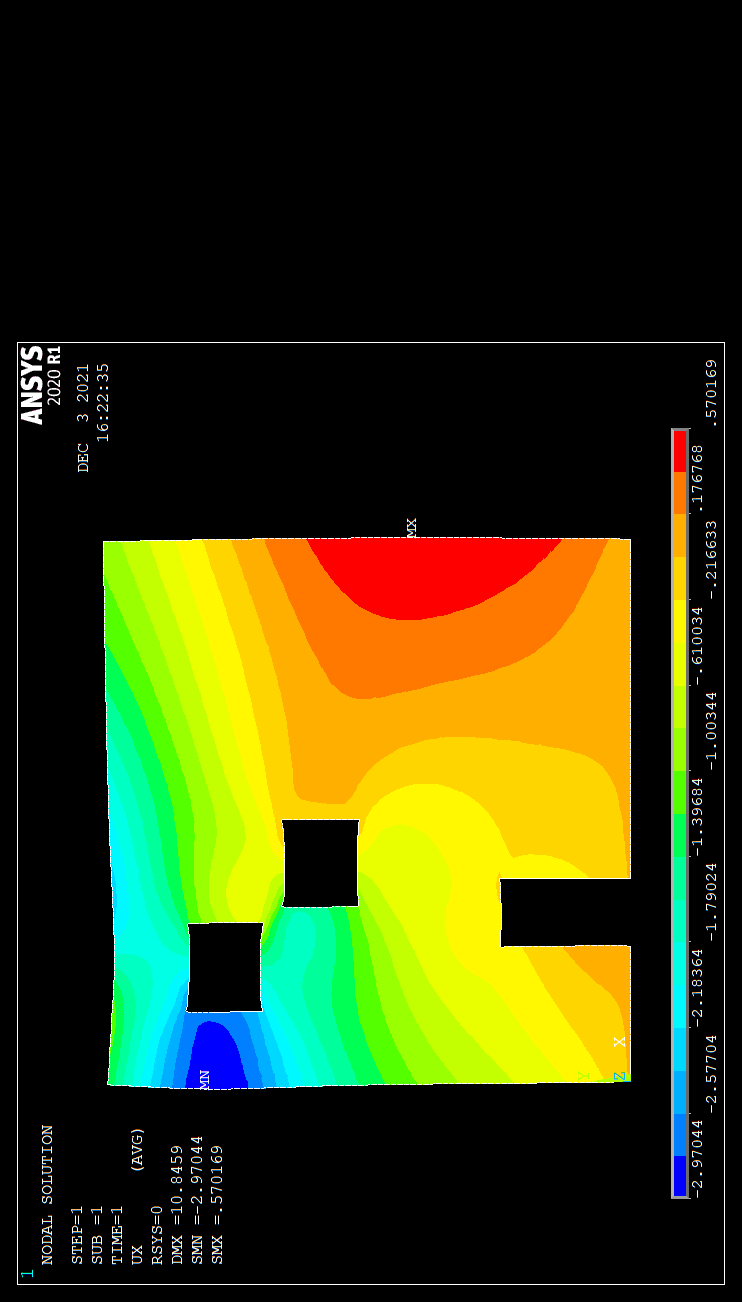 1
NODAL SOLUTION
STEP=1
SUB =1
TIME=1
UX       (AVG)
RSYS=0
DMX =10.8459
SMN =-2.97044
SMX =.570169
ANSYS
2020 R1
DEC  3 2021
16:22:35
MN
MX
Y
Z X
-2.97044 -2.57704 -2.18364 -1.79024 -1.39684 -1.00344 -.610034 -.216633 .176768 .570169